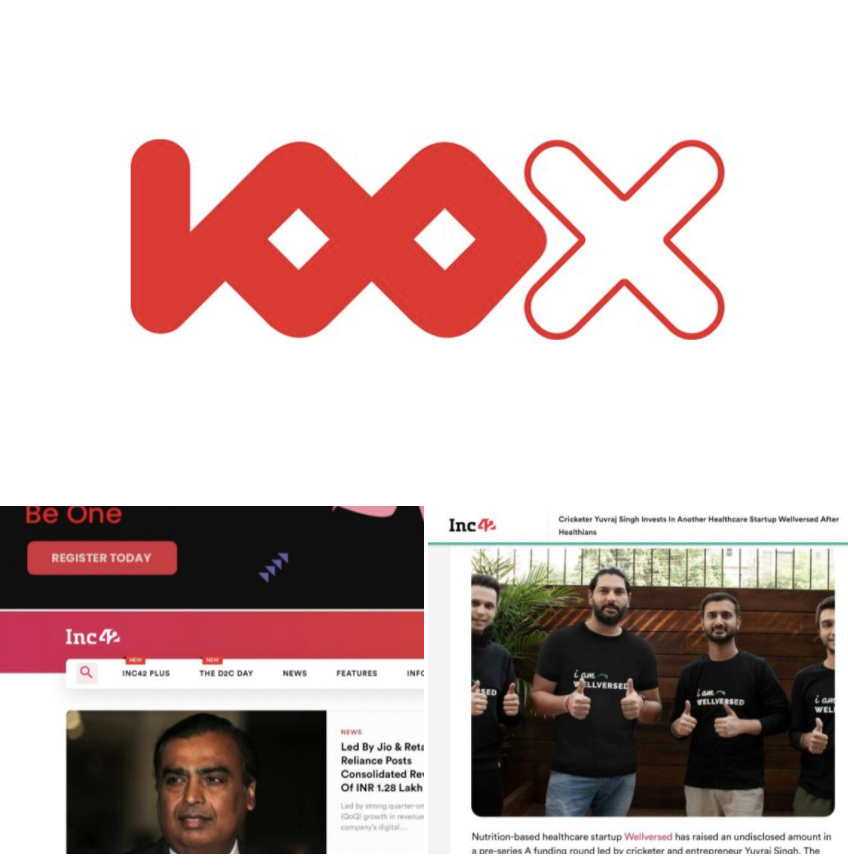 100X
Be One
REGISTER TODAY
Inc42
NEW
NEW
INC42 PLUS
THE D2C DAY
NEWS
FEATURES
NEWS
Led By Jio & Reta
Reliance Posts
Consolidated Rev
Of INR 1.28 Lakh
Led by strong quarter-on
(QoQ) growth in revenue
company's digital...
Inc42
Cricketer Yuvraj Singh Invests In Another Healthcare Startup Wellversed After
Healthians
i am
WELLVERSED
i am
WELLVERSED
i am
WELL
Nutrition-based healthcare startup Wellversed has raised an undisclosed amount in
a pre-series A funding round led by cricketer and entrepreneur Yuvraj Singh. The